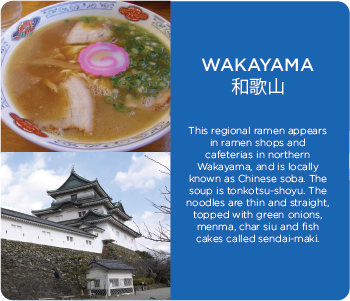 WAKAYAMA
和歌山
This regional ramen appears
in ramen shops and
cafeterias in northern
Wakayama, and is locally
known as Chinese soba. The
soup is tonkotsu-shoyu. The
noodles are thin and straight,
topped with green onions,
menma, char siu and fish
cakes called sendai-maki.